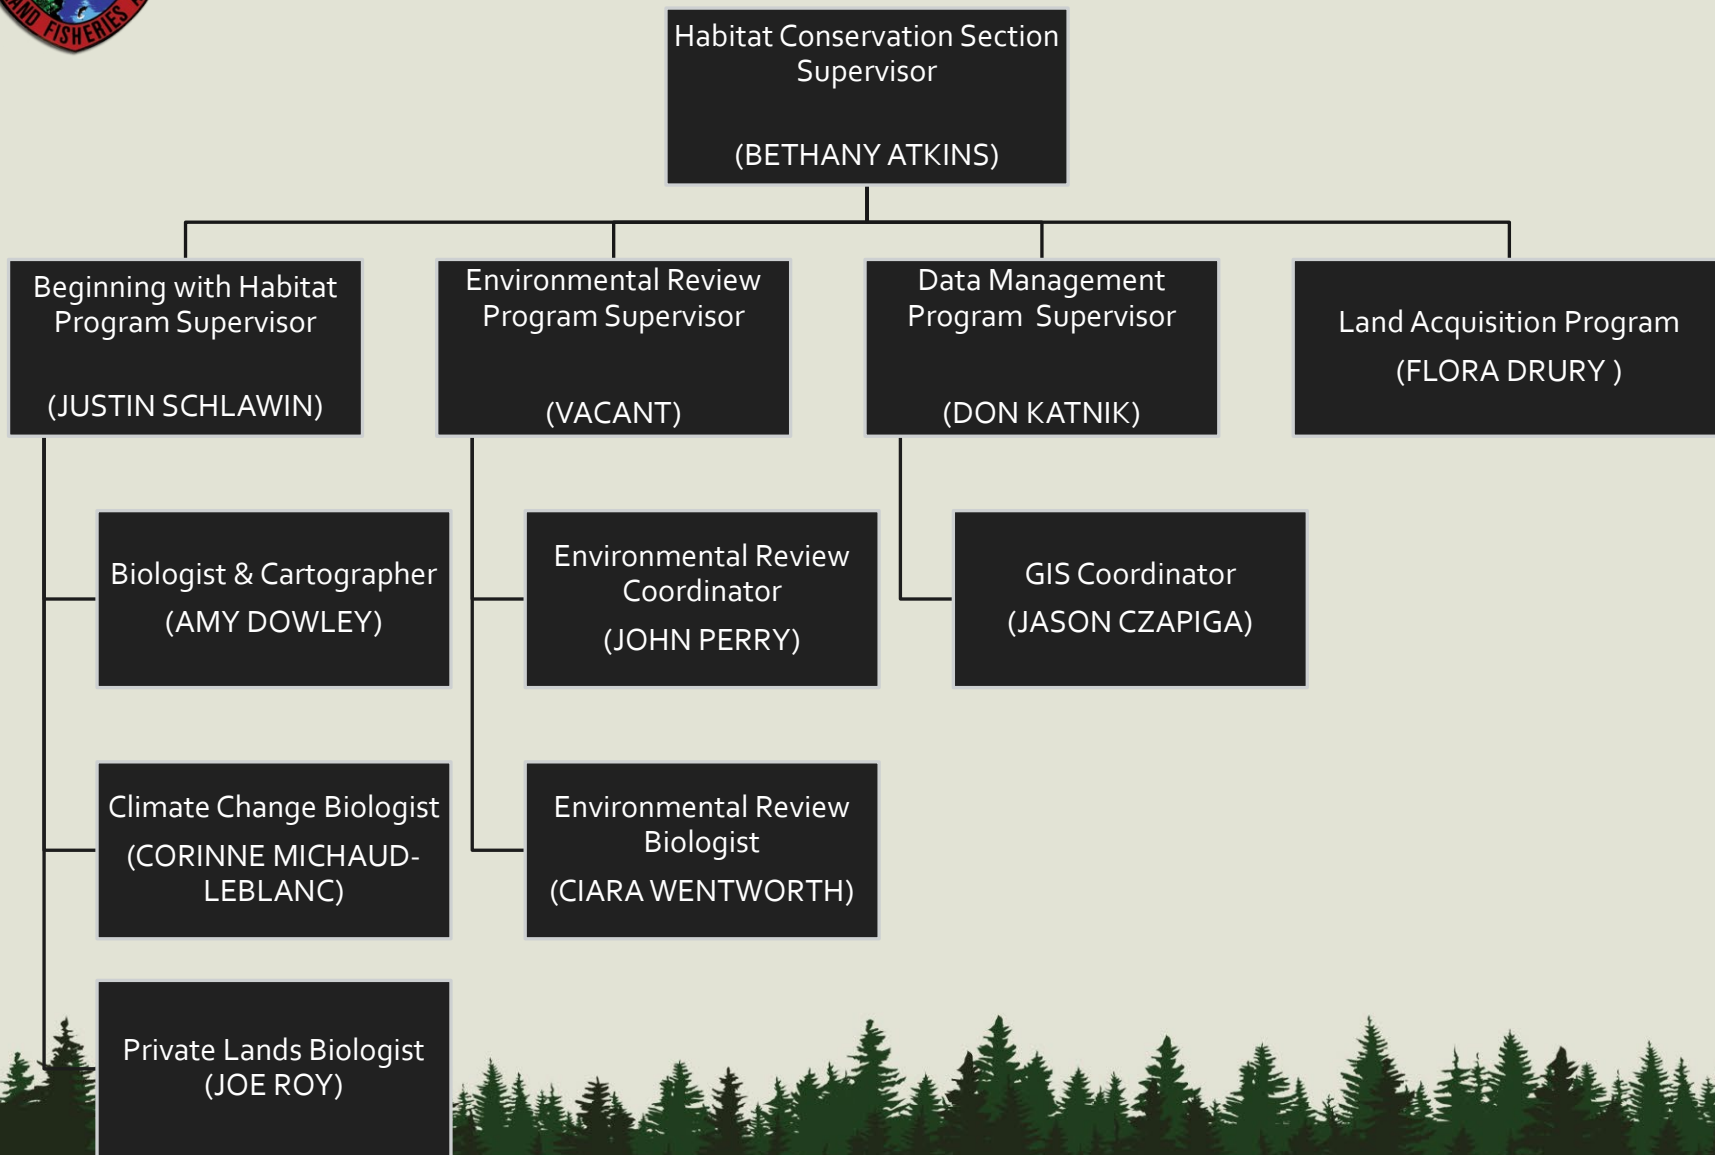 AND FISHERIES
Habitat Conservation Section
Supervisor
(BETHANY ATKINS)
Beginning with Habitat
Program Supervisor
(JUSTIN SCHLAWIN)
Environmental Review
Program Supervisor
(VACANT)
Data Management
Program  Supervisor
(DON KATNIK)
Land Acquisition Program
(FLORA DRURY )
Biologist & Cartographer
(AMY DOWLEY)
Environmental Review
Coordinator
(JOHN PERRY)
GIS Coordinator
(JASON CZAPIGA)
Climate Change Biologist
(CORINNE MICHAUD-
LEBLANC)
Environmental Review
Biologist
(CIARA WENTWORTH)
Private Lands Biologist
(JOE ROY)